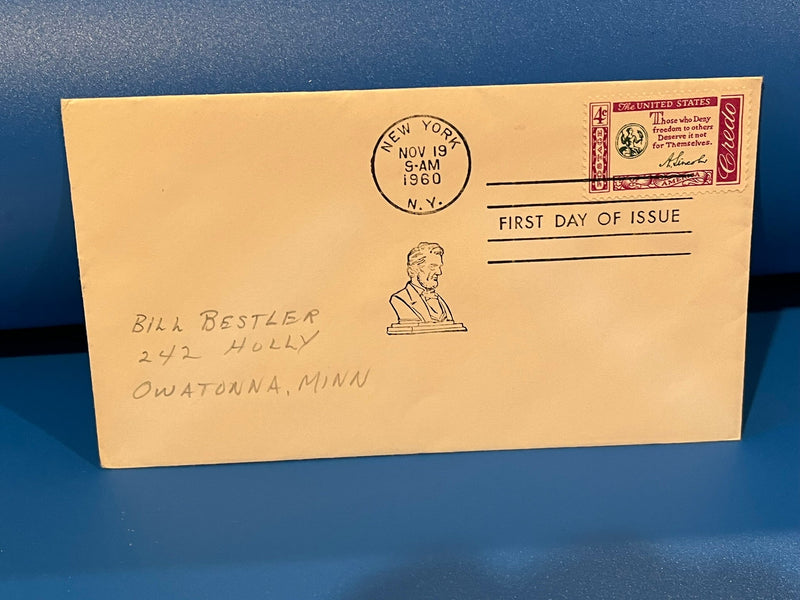 NEW YORK
NOV 19
9-AM
1960
N.Y.
4¢
The UNITED STATES
Those who Deny
freedom to others
Deserve it not
for Themselves.
A. Lincoln
Credo
AMERICA
FIRST DAY OF ISSUE
BILL BESTLER
242 HOLLY
OWATONNA, MINN